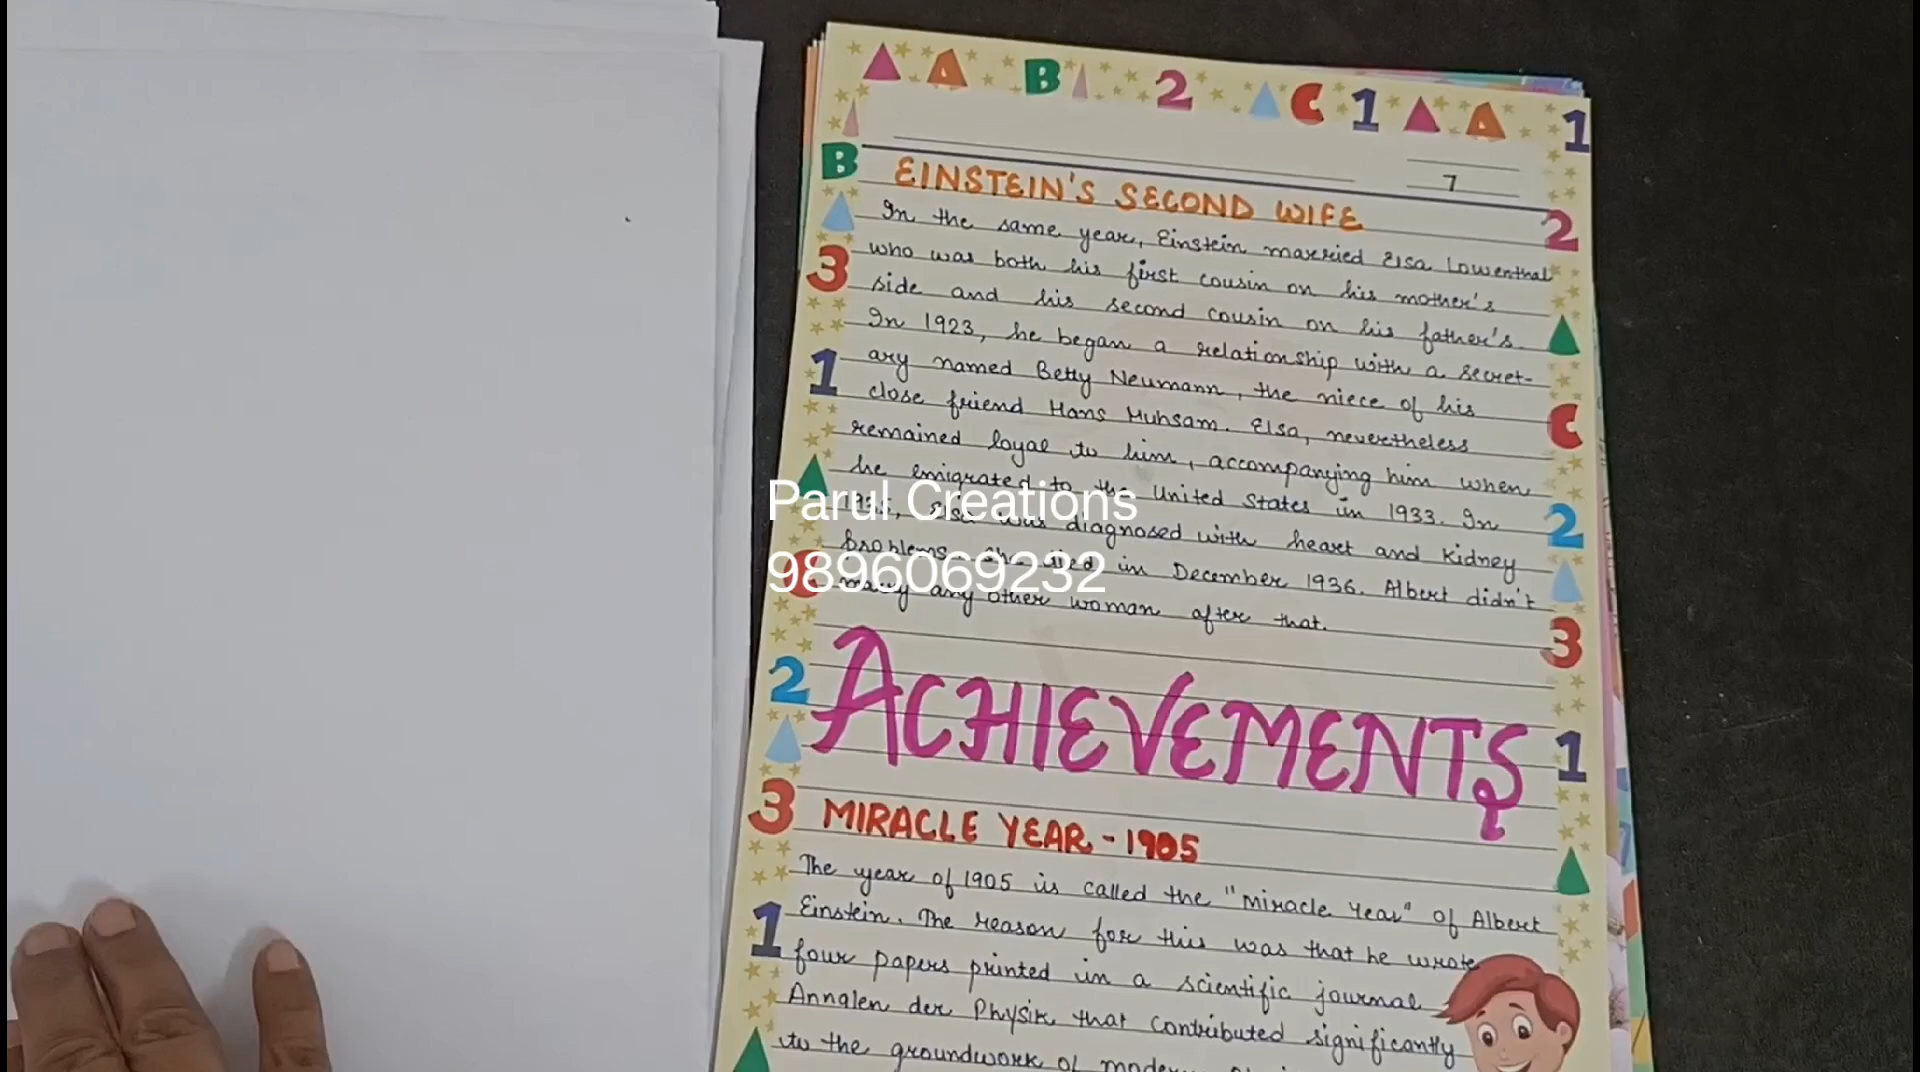 7
EINSTEIN'S SECOND WIFE
In the same year, Einstein married Elsa Lowenthal
who was both his first cousin on his mother's
side and his second cousin on his father's.
In 1923, he began a relationship with a secret-
ary named Betty Neumann, the niece of his
close friend Hans Muhsam. Elsa, nevertheless
remained loyal to him, accompanying him when
he emigrated to the United States in 1933. In
Elsa was diagnosed with heart and kidney
problems. She died in December 1936. Albert didn't
marry any other woman after that.
Parul Creations
9896069232
ACHIEVEMENTS
MIRACLE YEAR - 1905
The year of 1905 is called the "Miracle Year" of Albert
Einstein. The reason for this was that he wrote
four papers printed in a scientific journal
Annalen der Physik that contributed significantly
to the groundwork of